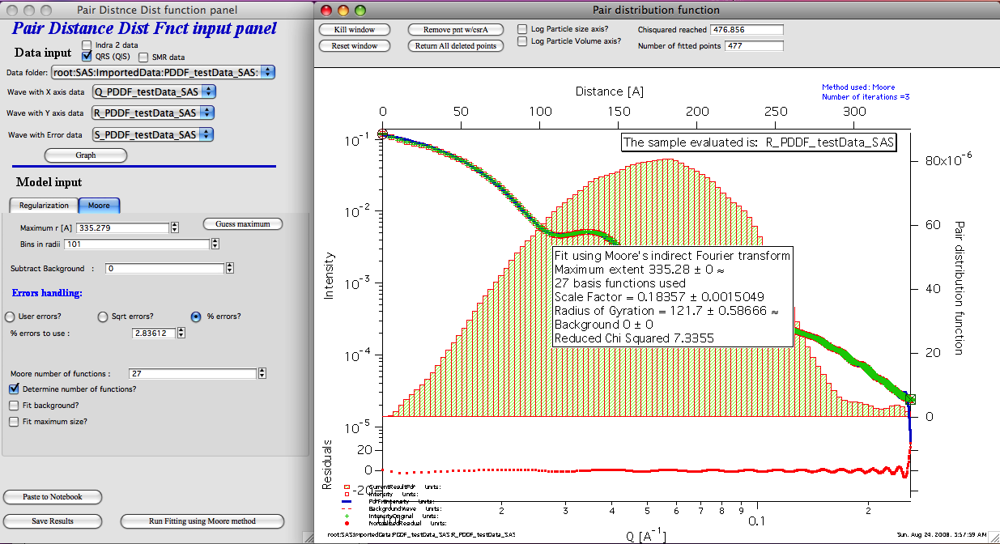 Pair Distnce Dist function panel
Pair Distance Dist Fnct input panel
Data input
Indra 2 data
QRS (QIS)
SMR data
Data folder: root:SAS:ImportedData:PDDF_testData_SAS:
Wave with X axis data Q_PDDF_testData_SAS
Wave with Y axis data R_PDDF_testData_SAS
Wave with Error data S_PDDF_testData_SAS
Graph
Model input
Regularization Moore
Maximum r [A] 335.279 Guess maximum
Bins in radii 101
Subtract Background : 0
Errors handling:
User errors? Sqrt errors? % errors?
% errors to use : 2.83612
Moore number of functions : 27
Determine number of functions?
Fit background?
Fit maximum size?
Paste to Notebook
Save Results Run Fitting using Moore method
Pair distribution function
Kill window Remove pnt w/csrA Log Particle size axis? Chisquared reached 476.856
Reset window Return All deleted points Log Particle Volume axis? Number of fitted points 477
Distance [A]
Method used: Moore
Number of iterations =3
0 50 100 150 200 250 300
The sample evaluated is: R_PDDF_testData_SAS
10-1
10-2
10-3
10-4
10-5
Intensity
80x10-6
60
40
20
0
Pair distribution function
Fit using Moore's indirect Fourier transform
Maximum extent 335.28 ± 0 ≈
27 basis functions used
Scale Factor = 0.18357 ± 0.0015049
Radius of Gyration = 121.7 ± 0.58666 ≈
Background 0 ± 0
Reduced Chi Squared 7.3355
Residuals
20
0
-20
CurrentResultPdf Units:
Intensity Units:
PdfFitIntensity Units:
BackgroundWave Units:
IntensityOriginal Units:
NormalizedResidual Units:
2 3 4 5 6 7 8 9 0.1 2
Q [A-1]
root:SAS:ImportedData:PDDF_testData_SAS:R_PDDF_testData_SAS
Sun, Aug 24, 2008, 3:57:59 AM